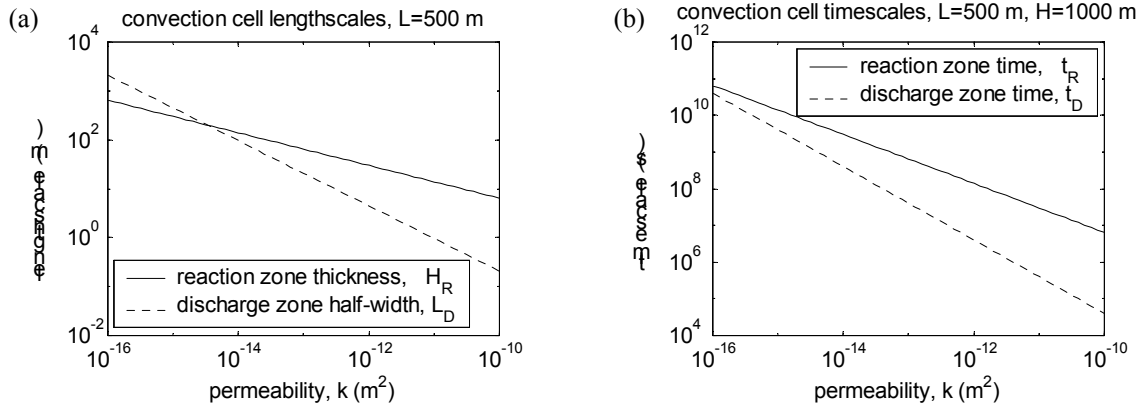 (a)
convection cell lengthscales, L=500 m
lengthscale (m)
10^4
10^2
10^0
10^-2
reaction zone thickness, H_R
discharge zone half-width, L_D
10^-16 10^-14 10^-12 10^-10
permeability, k (m^2)
(b)
convection cell timescales, L=500 m, H=1000 m
timescale (s)
10^12
10^10
10^8
10^6
10^4
reaction zone time, t_R
discharge zone time, t_D
10^-16 10^-14 10^-12 10^-10
permeability, k (m^2)